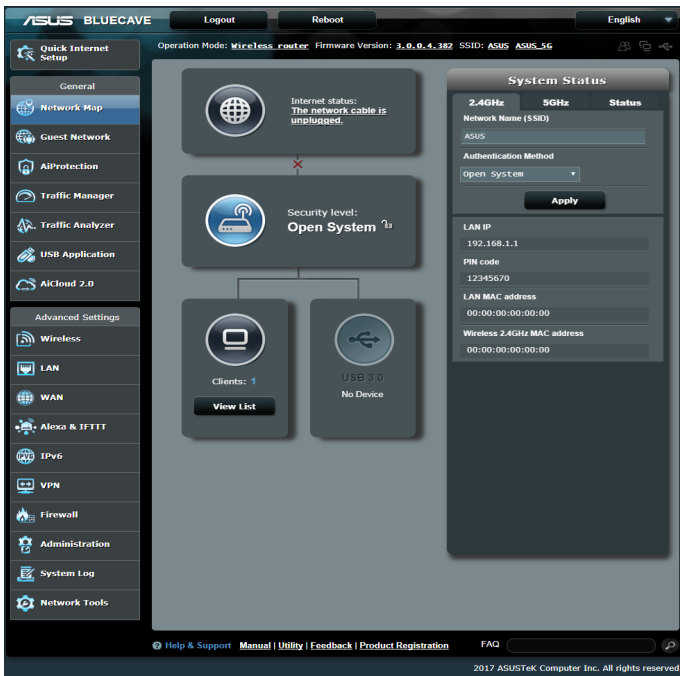 ASUS BLUECAVE Logout Reboot English
Quick Internet Setup
Operation Mode: Wireless router Firmware Version: 3.0.0.4.382 SSID: ASUS ASUS_5G
General
Network Map
Guest Network
AiProtection
Traffic Manager
Traffic Analyzer
USB Application
AiCloud 2.0
Advanced Settings
Wireless
LAN
WAN
Alexa & IFTTT
IPv6
VPN
Firewall
Administration
System Log
Network Tools
Internet status:
The network cable is
unplugged.
Security level:
Open System
Clients: 1
View List
USB 3.0
No Device
System Status
2.4GHz 5GHz Status
Network Name (SSID)
ASUS
Authentication Method
Open System
Apply
LAN IP
192.168.1.1
PIN code
12345670
LAN MAC address
00:00:00:00:00:00
Wireless 2.4GHz MAC address
00:00:00:00:00:00
Help & Support Manual | Utility | Feedback | Product Registration FAQ
2017 ASUSTeK Computer Inc. All rights reserved